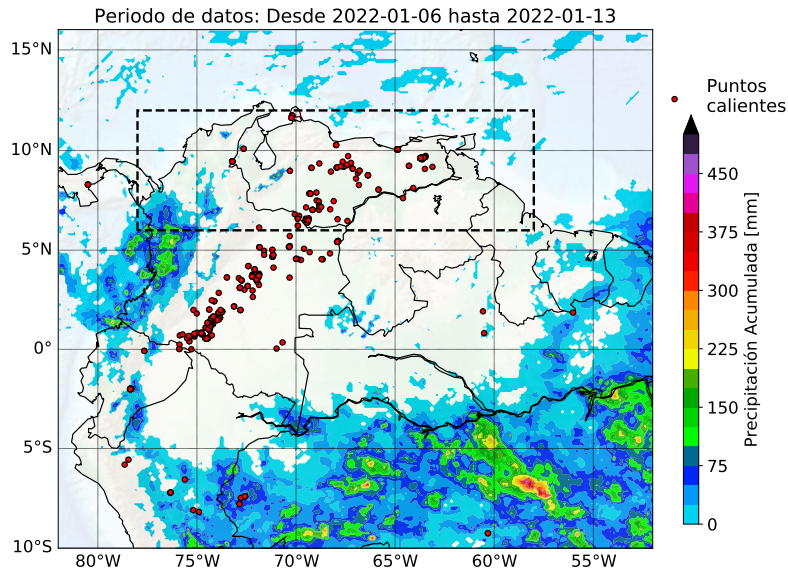 Periodo de datos: Desde 2022-01-06 hasta 2022-01-13
15°N
10°N
5°N
0°
5°S
10°S
80°W
75°W
70°W
65°W
60°W
55°W
Puntos
calientes
450
375
300
225
150
75
0
Precipitación Acumulada [mm]